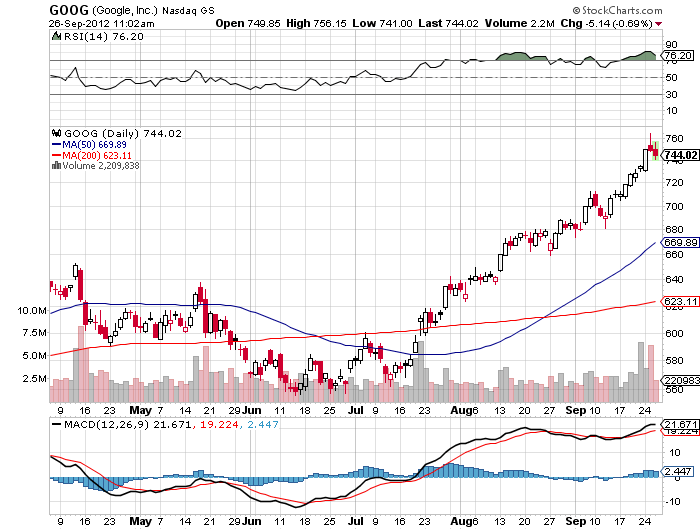 GOOG (Google, Inc.) Nasdaq GS © StockCharts.com
26-Sep-2012 11:02am Open 749.85 High 756.15 Low 741.00 Last 744.02 Volume 2.2M Chg -5.14 (-0.69%)
RSI(14) 76.20
90
76.20
70
50
30
10
GOOG (Daily) 744.02
MA(50) 669.89
MA(200) 623.11
Volume 2,209,838
760
744.02
720
700
680
669.89
660
640
623.11
600
580
560
10.0M
7.5M
5.0M
2.5M
220983
9 16 23 May 7 14 21 29 Jun 11 18 25 Jul 9 16 23 Aug 6 13 20 27 Sep 10 17 24
MACD(12,26,9) 21.671, 19.224, 2.447
21.671
19.224
10
2.447
0
-10
9 16 23 May 7 14 21 29 Jun 11 18 25 Jul 9 16 23 Aug 6 13 20 27 Sep 10 17 24